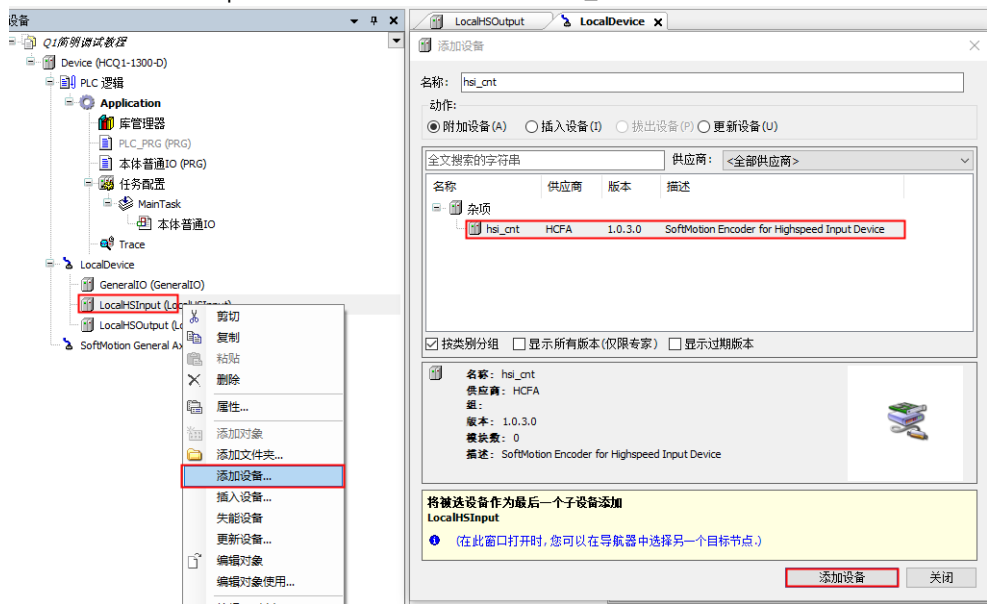 设备
Q1简明调试教程
Device (HCQ1-1300-D)
PLC 逻辑
Application
库管理器
PLC_PRG (PRG)
本体普通IO (PRG)
任务配置
MainTask
本体普通IO
Trace
LocalDevice
GeneralIO (GeneralIO)
LocalHSInput (LocalHSInput)
LocalHSOutput (Lo
SoftMotion General Ax
剪切
复制
粘贴
删除
属性...
添加对象
添加文件夹...
添加设备...
插入设备...
失能设备
更新设备...
编辑对象
编辑对象使用...
LocalHSOutput
LocalDevice
添加设备
名称: hsi_cnt
动作:
附加设备(A) 插入设备(I) 拔出设备(P) 更新设备(U)
全文搜索的字符串 供应商: <全部供应商>
名称 供应商 版本 描述
杂项
hsi_cnt HCFA 1.0.3.0 SoftMotion Encoder for Highspeed Input Device
按类别分组 显示所有版本(仅限专家) 显示过期版本
名称: hsi_cnt
供应商: HCFA
组:
版本: 1.0.3.0
模块数: 0
描述: SoftMotion Encoder for Highspeed Input Device
将被选设备作为最后一个子设备添加
LocalHSInput
(在此窗口打开时,您可以在导航器中选择另一个目标节点.)
添加设备 关闭